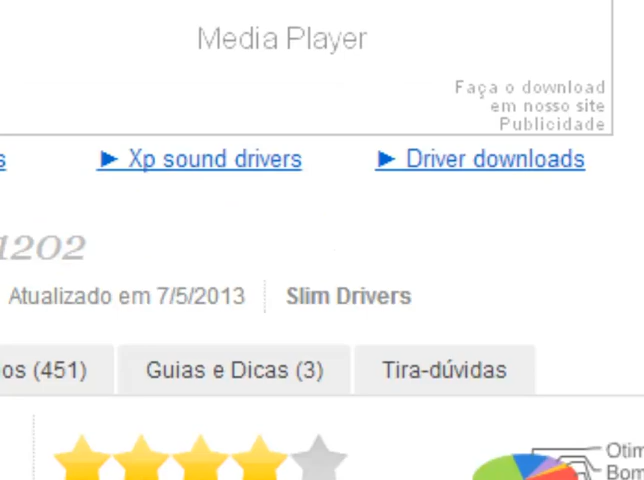 Media Player
Faça o download
em nosso site
Publicidade
► Xp sound drivers ► Driver downloads
1202
Atualizado em 7/5/2013 Slim Drivers
os (451) Guias e Dicas (3) Tira-dúvidas
Otim
Bom